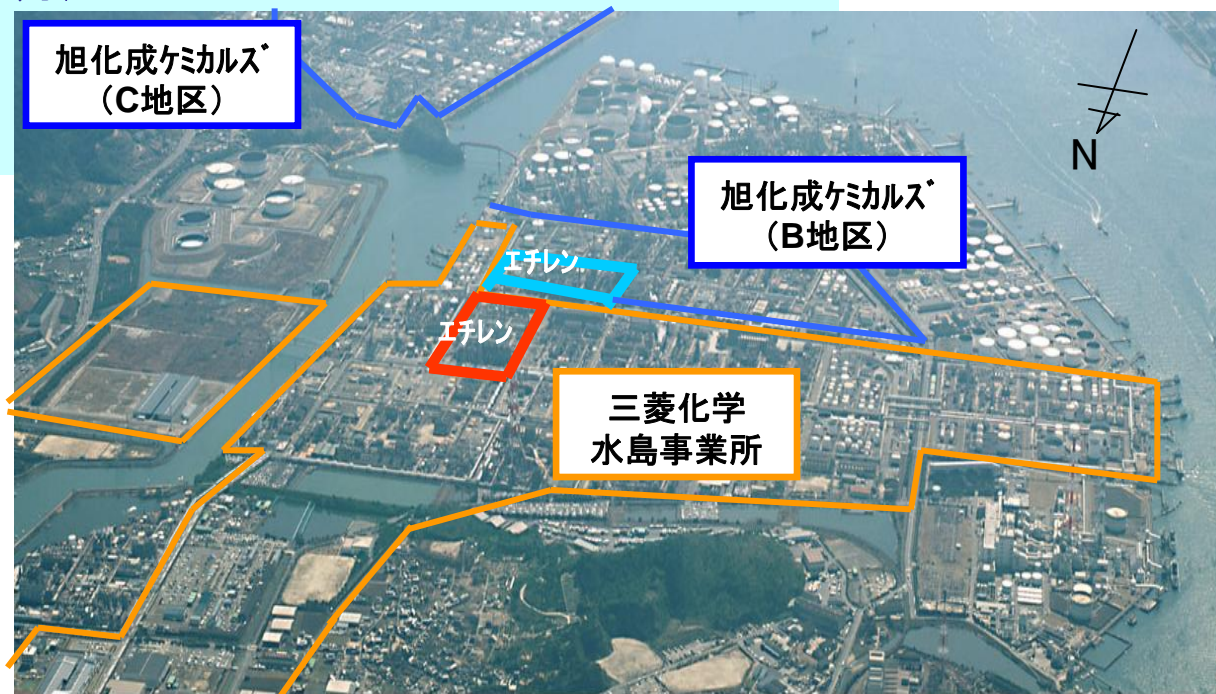 旭化成ｹﾐｶﾙｽﾞ
（C地区）
N
旭化成ｹﾐｶﾙｽﾞ
（B地区）
エチレン
エチレン
三菱化学
水島事業所